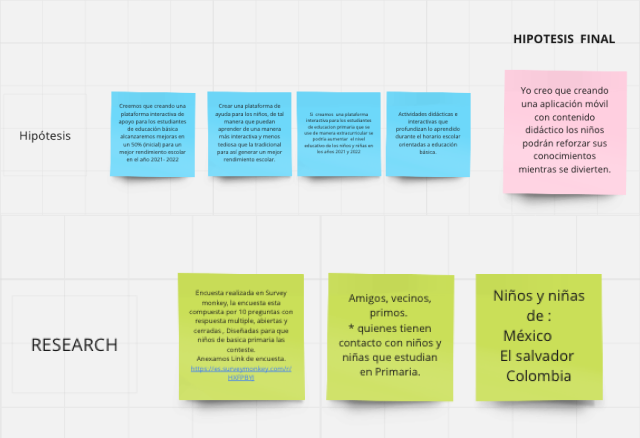 HIPOTESIS FINAL
Hipótesis
Creemos que creando una
plataforma interactiva de
apoyo para los estudiantes
de educación básica
alcanzaremos mejoras en
un 50% (inicial) para un
mejor rendimiento escolar
en el año 2021- 2022
Crear una plataforma de
ayuda para los niños, de tal
manera que puedan
aprender de una manera
más interactiva y menos
tediosa que la tradicional
para así generar un mejor
rendimiento escolar.
Si creamos una plataforma
interactiva para los estudiantes
de educacion primaria que se
use de manera extracurricular se
podria aumentar el nivel
educativo de los niños y niñas en
los años 2021 y 2022
Actividades didácticas e
interactivas que
profundizan lo aprendido
durante el horario escolar
orientadas a educación
básica.
Yo creo que creando
una aplicación móvil
con contenido
didáctico los niños
podrán reforzar sus
conocimientos
mientras se divierten.
RESEARCH
Encuesta realizada en Survey
monkey, la encuesta esta
compuesta por 10 preguntas con
respuesta multiple, abiertas y
cerradas , Diseñadas para que
niños de basica primaria las
conteste.
Anexamos Link de encuesta.
https://es.surveymonkey.com/r/
Amigos, vecinos,
primos.
* quienes tienen
contacto con niños y
niñas que estudian
en Primaria.
Niños y niñas
de :
México
El salvador
Colombia